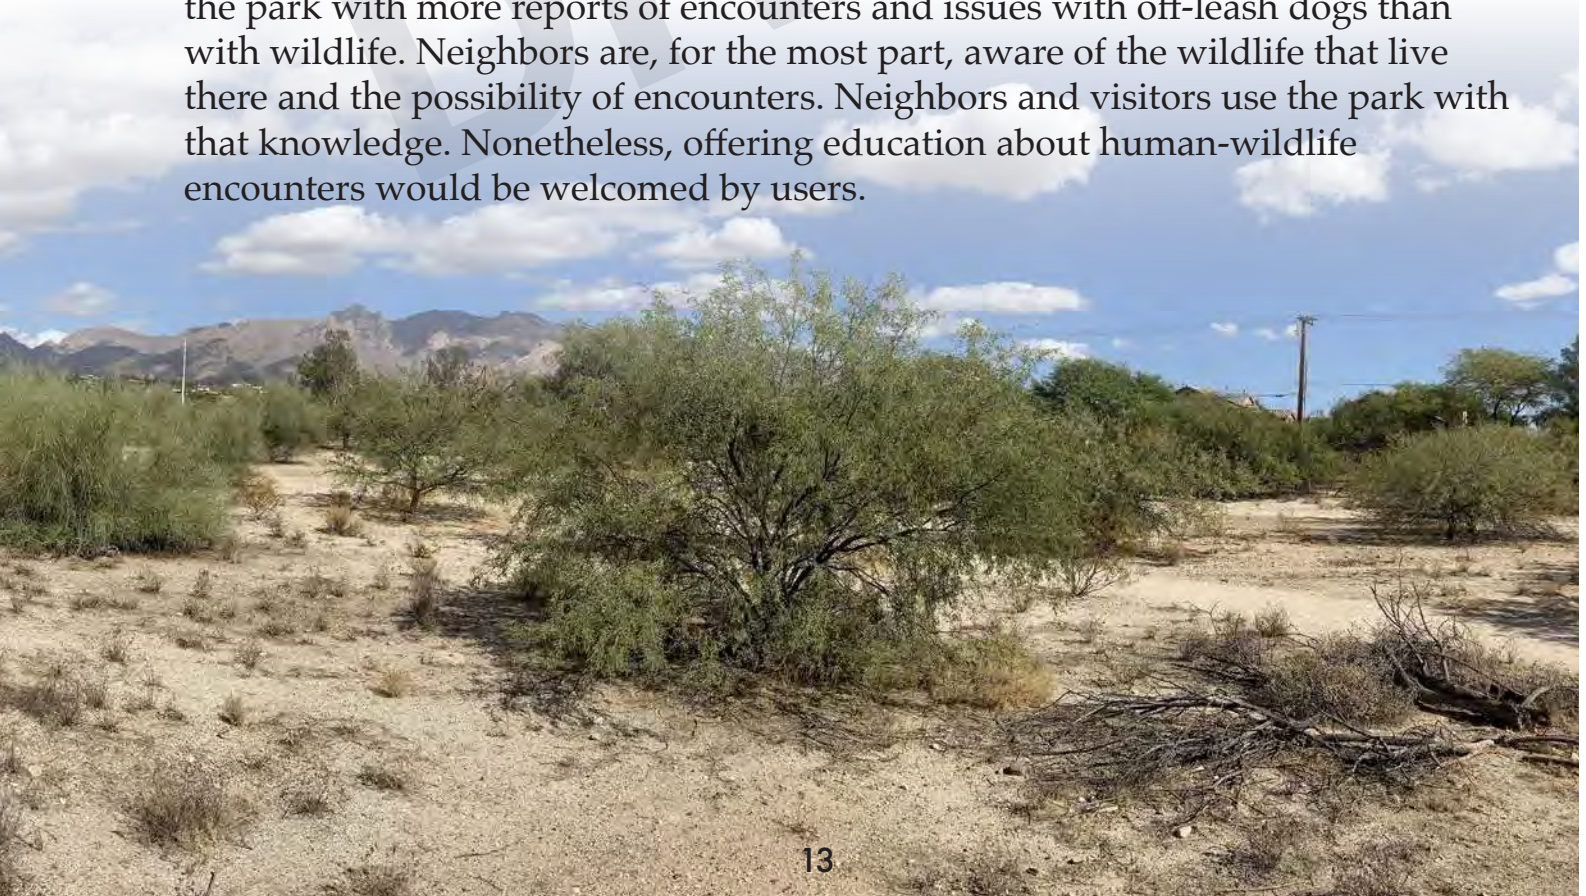 the park with more reports of encounters and issues with off-leash dogs than
with wildlife. Neighbors are, for the most part, aware of the wildlife that live
there and the possibility of encounters. Neighbors and visitors use the park with
that knowledge. Nonetheless, offering education about human-wildlife
encounters would be welcomed by users.
13